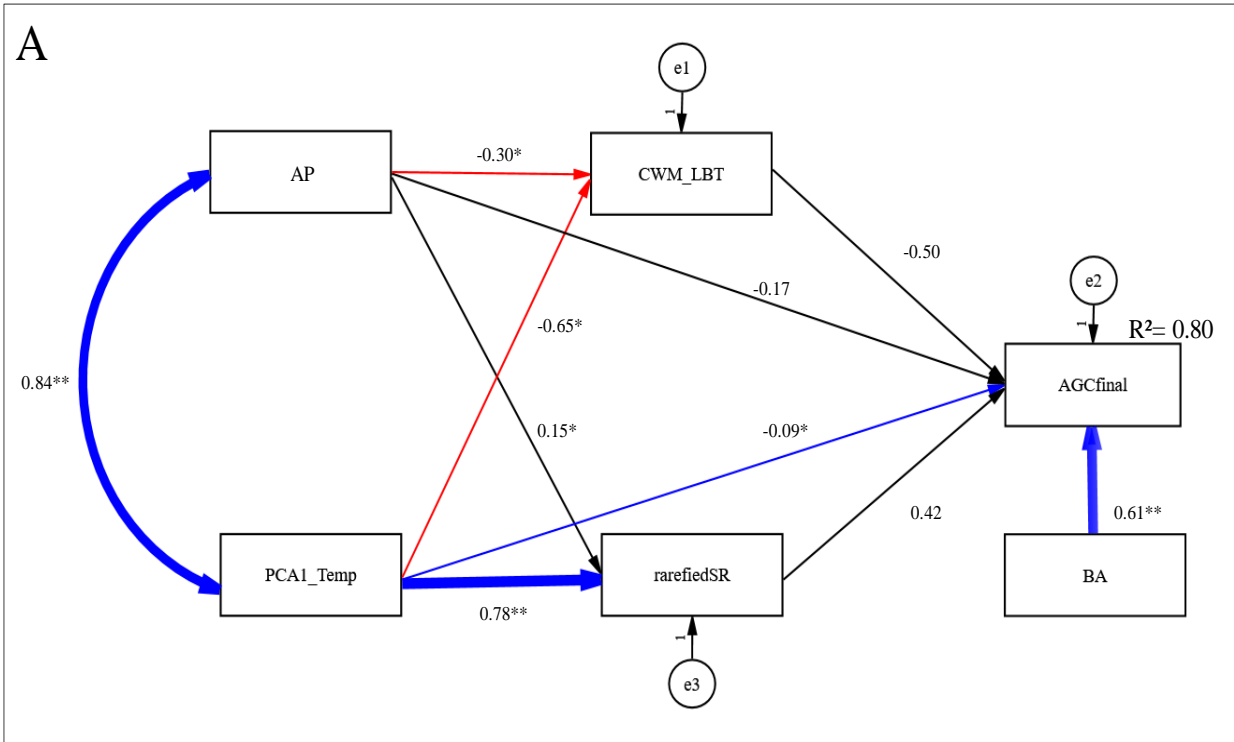 A
e1
1
AP
-0.30*
CWM_LBT
-0.50
e2
1
R²= 0.80
-0.17
-0.65*
0.84**
AGCfinal
0.15*
-0.09*
0.42
0.61**
PCA1_Temp
0.78**
rarefiedSR
BA
1
e3